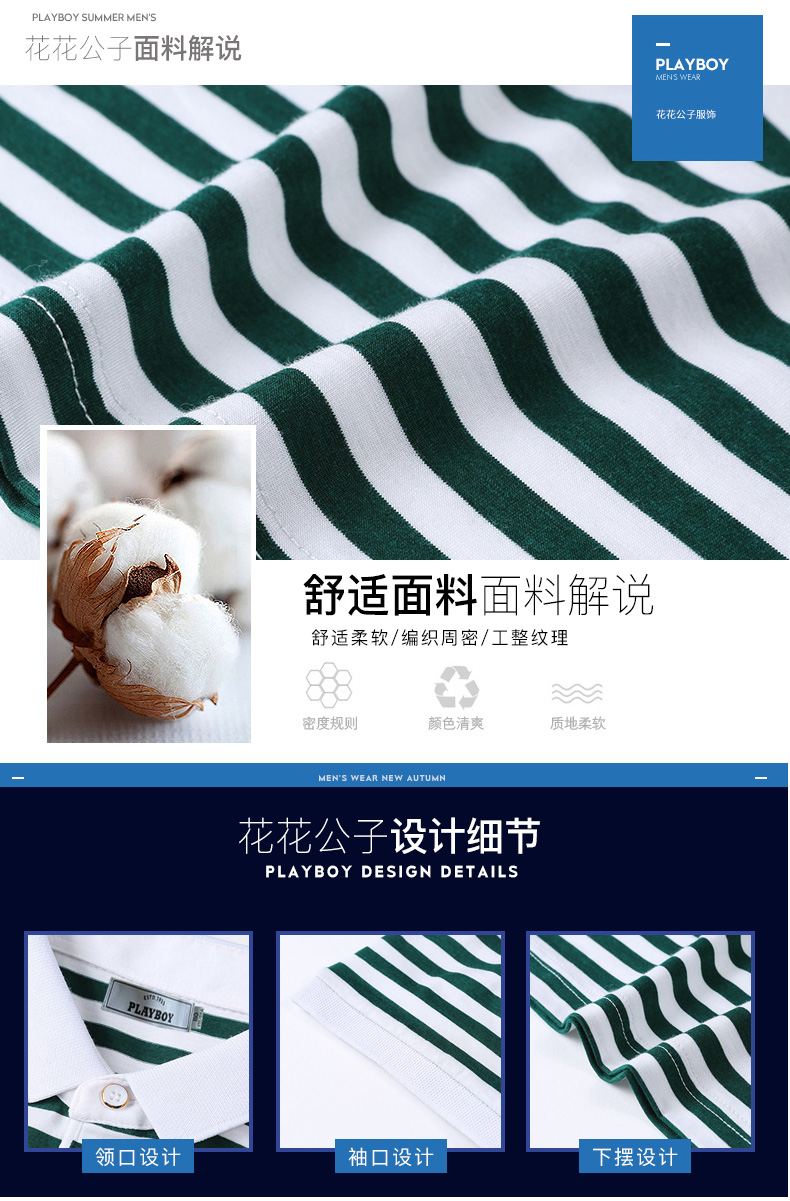 PLAYBOY SUMMER MEN'S
花花公子面料解说
PLAYBOY
MEN'S WEAR
花花公子服饰
舒适面料面料解说
舒适柔软/编织周密/工整纹理
密度规则
颜色清爽
质地柔软
MEN'S WEAR NEW AUTUMN
花花公子设计细节
PLAYBOY DESIGN DETAILS
ESTD.1953
PLAYBOY
领口设计
袖口设计
下摆设计